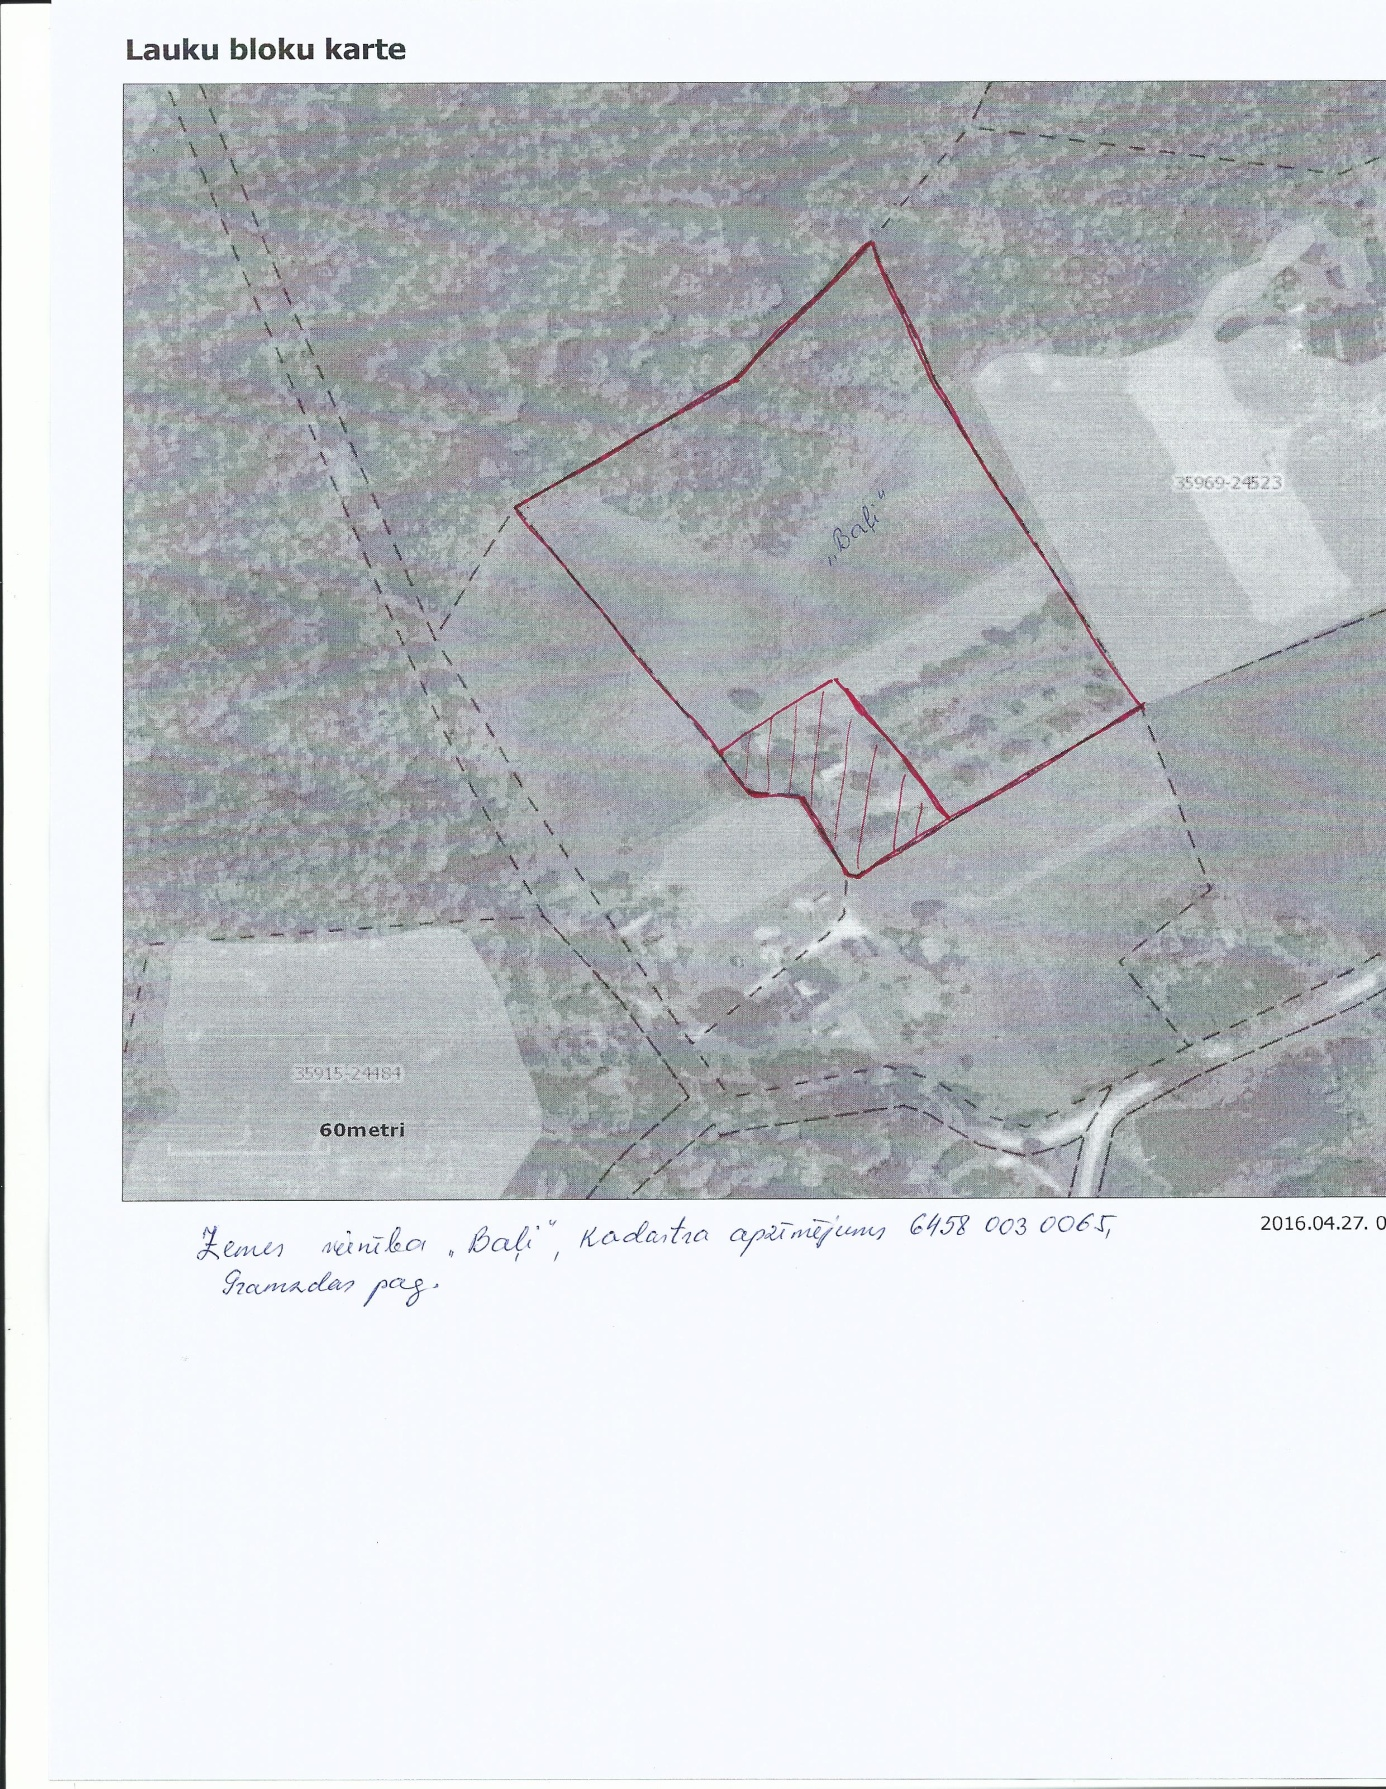 Lauku bloku karte
„Baļi"
35969-24523
35915-24484
60metri
2016.04.27. 0
Zemes vienība „Baļi", kadastra apzīmējums 6458 003 0065,
Gramzdas pag.